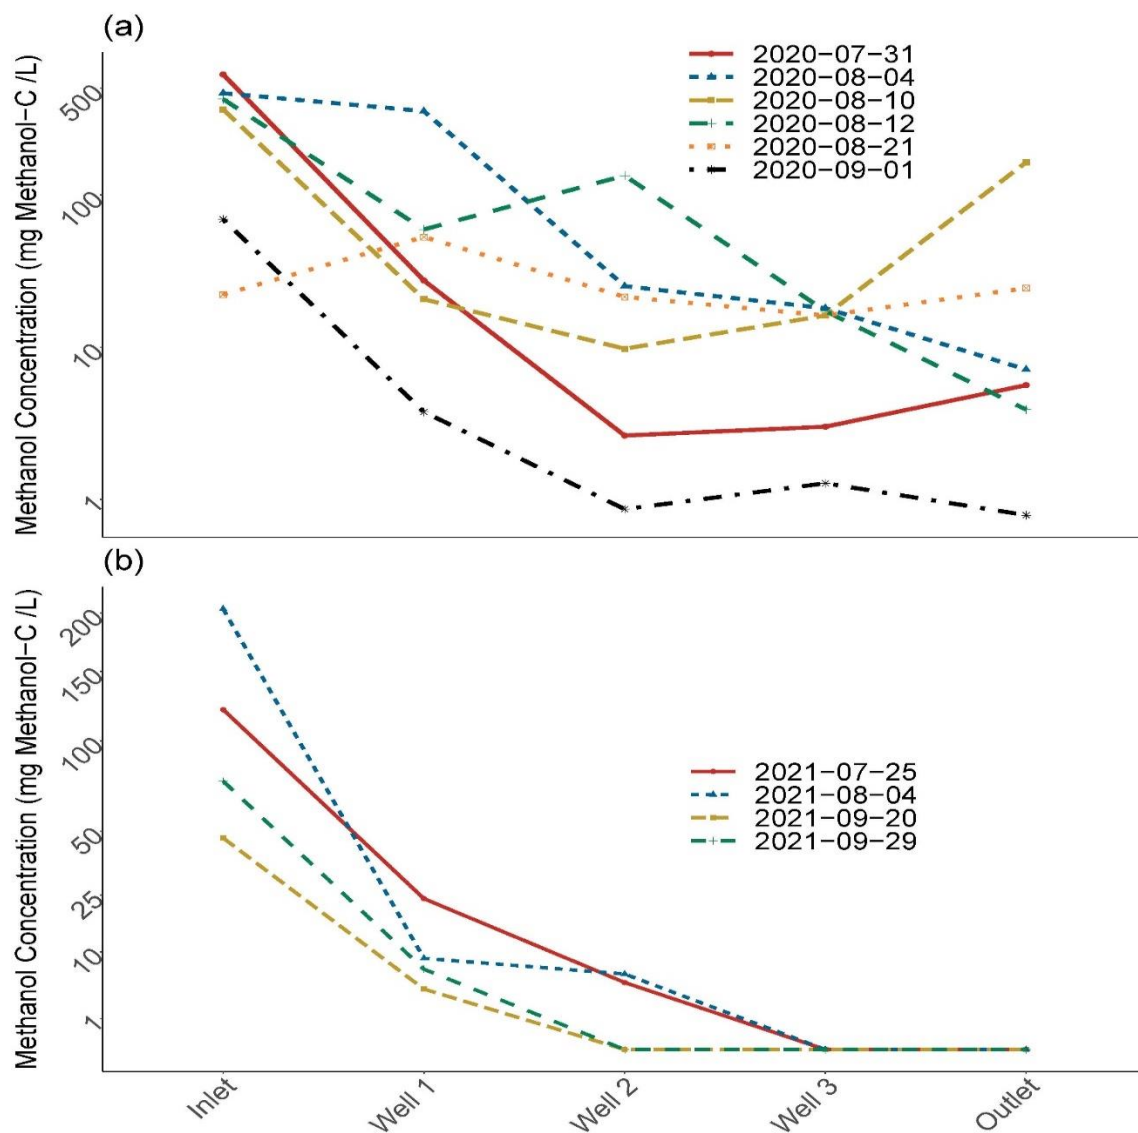 (a)
Methanol Concentration (mg Methanol−C /L)
500
100
10
1
2020−07−31
2020−08−04
2020−08−10
2020−08−12
2020−08−21
2020−09−01
(b)
Methanol Concentration (mg Methanol−C /L)
200
150
100
50
25
10
1
2021−07−25
2021−08−04
2021−09−20
2021−09−29
Inlet
Well 1
Well 2
Well 3
Outlet